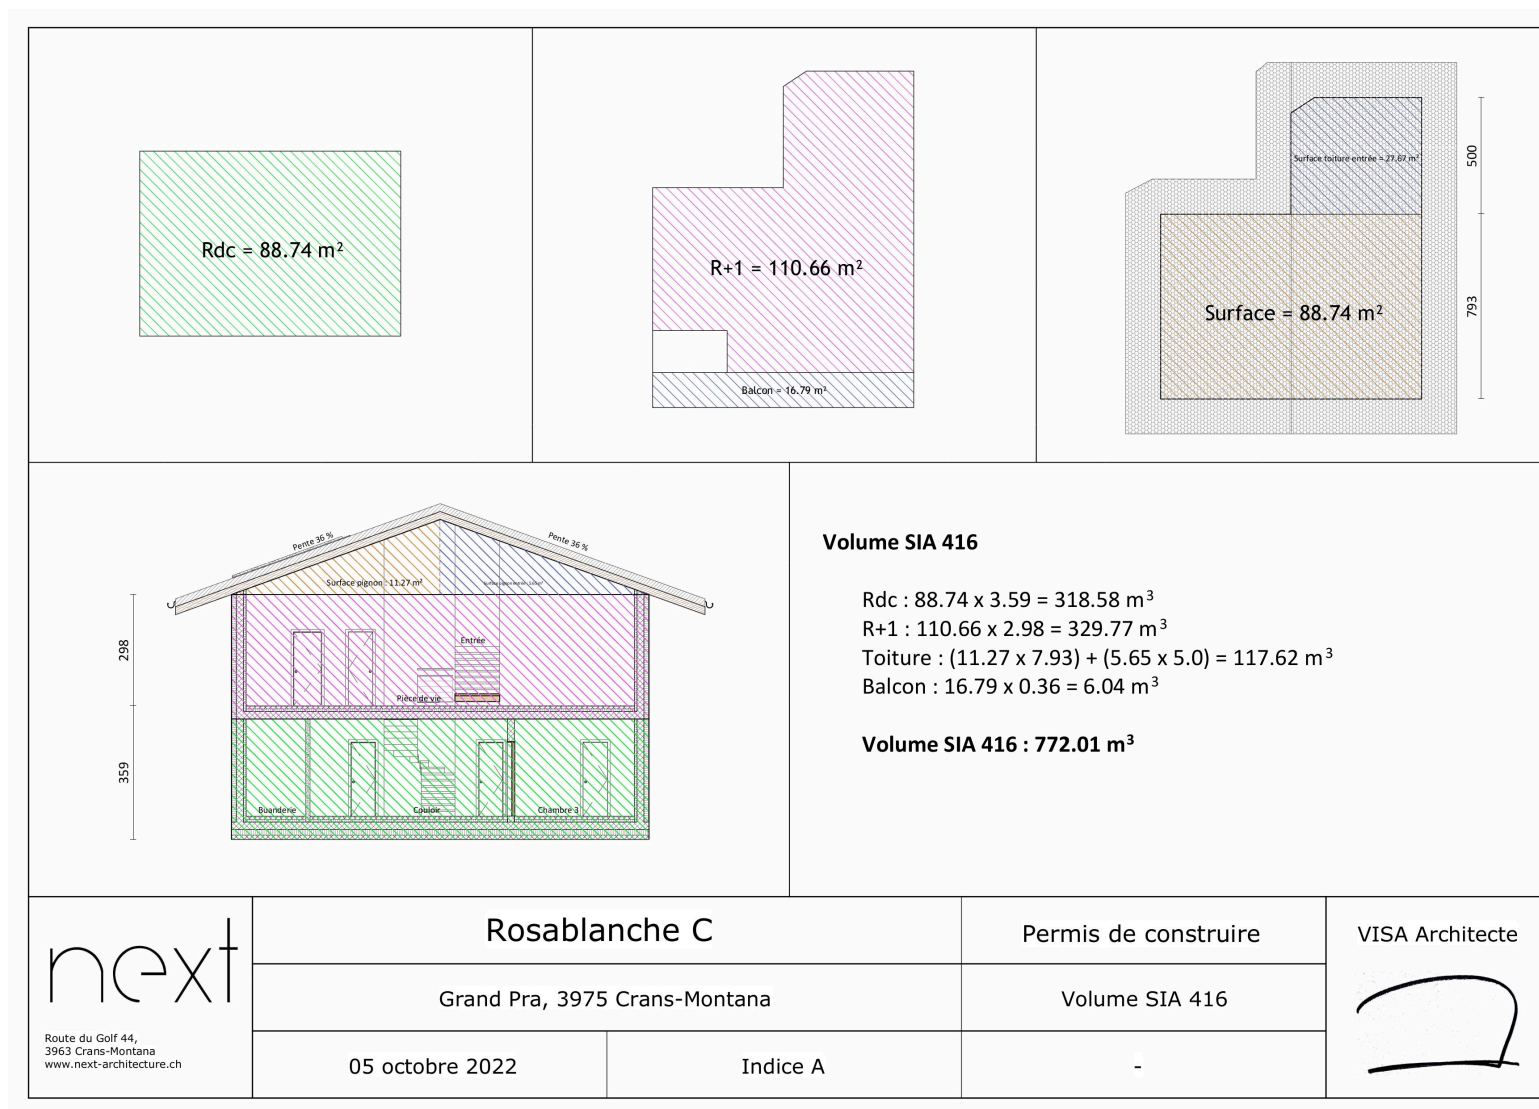 Rdc = 88.74 m²
R+1 = 110.66 m²
Balcon = 16.79 m²
Surface toiture entrée = 27.67 m²
Surface = 88.74 m²
500
793
Pente 36 %
Pente 36 %
Surface pignon : 11.27 m²
298
Entrée
Pièce de vie
359
Buanderie
Couloir
Chambre 3
Volume SIA 416
Rdc : 88.74 x 3.59 = 318.58 m³
R+1 : 110.66 x 2.98 = 329.77 m³
Toiture : (11.27 x 7.93) + (5.65 x 5.0) = 117.62 m³
Balcon : 16.79 x 0.36 = 6.04 m³
Volume SIA 416 : 772.01 m³
next
Route du Golf 44,
3963 Crans-Montana
www.next-architecture.ch
Rosablanche C
Permis de construire
VISA Architecte
Grand Pra, 3975 Crans-Montana
Volume SIA 416
05 octobre 2022
Indice A
-